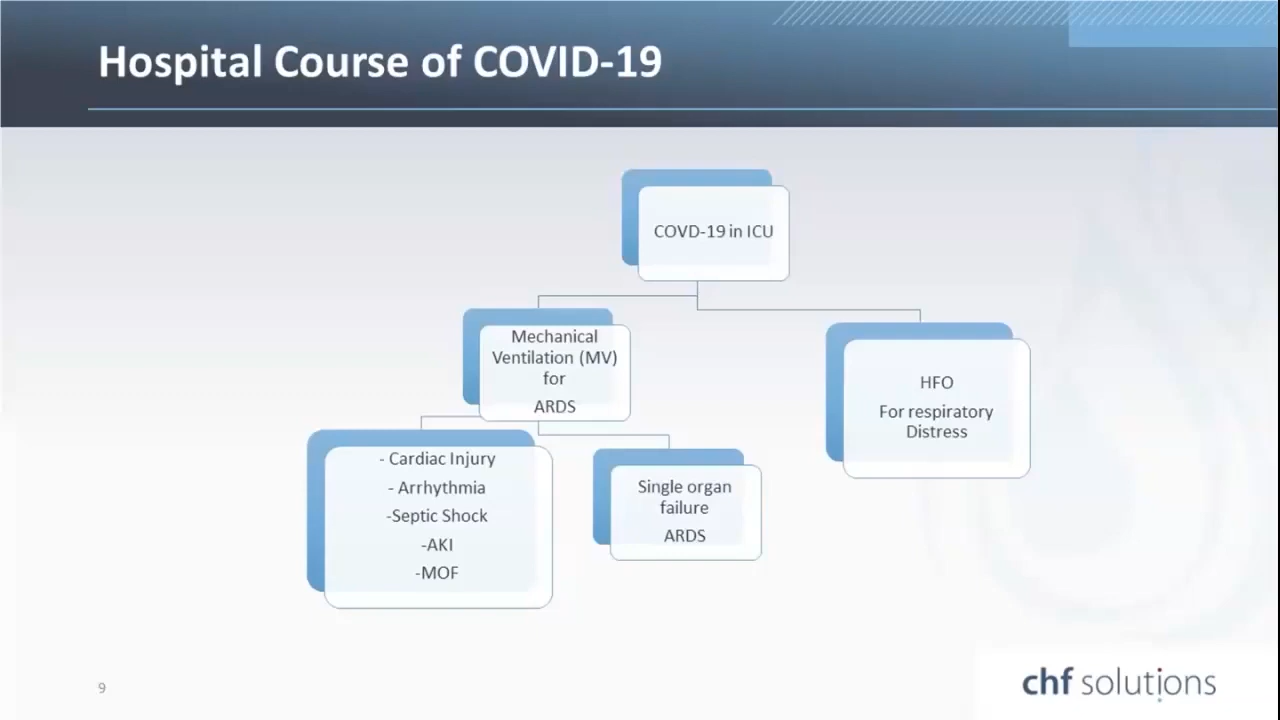 Hospital Course of COVID-19
COVD-19 in ICU
Mechanical
Ventilation (MV)
for
ARDS
HFO
For respiratory
Distress
- Cardiac Injury
- Arrhythmia
-Septic Shock
-AKI
-MOF
Single organ
failure
ARDS
9
chf solutions